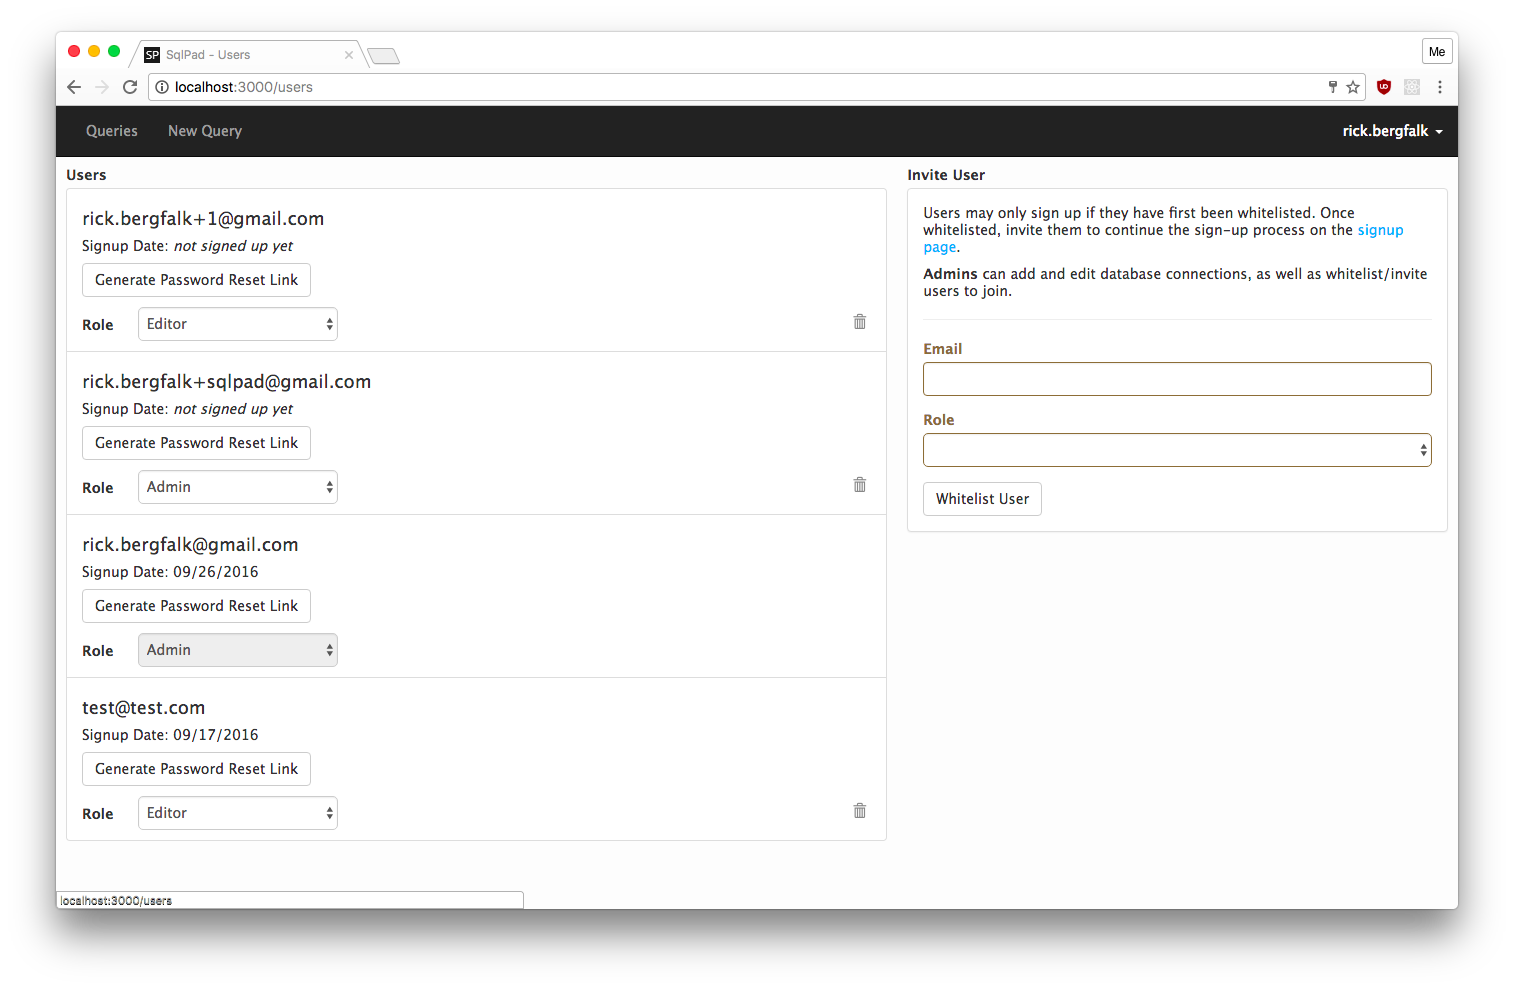 SP SqlPad - Users
Me
localhost:3000/users
Queries New Query rick.bergfalk
Users
rick.bergfalk+1@gmail.com
Signup Date: not signed up yet
Generate Password Reset Link
Role Editor
rick.bergfalk+sqlpad@gmail.com
Signup Date: not signed up yet
Generate Password Reset Link
Role Admin
rick.bergfalk@gmail.com
Signup Date: 09/26/2016
Generate Password Reset Link
Role Admin
test@test.com
Signup Date: 09/17/2016
Generate Password Reset Link
Role Editor
Invite User
Users may only sign up if they have first been whitelisted. Once
whitelisted, invite them to continue the sign-up process on the signup
page.
Admins can add and edit database connections, as well as whitelist/invite
users to join.
Email
Role
Whitelist User
localhost:3000/users